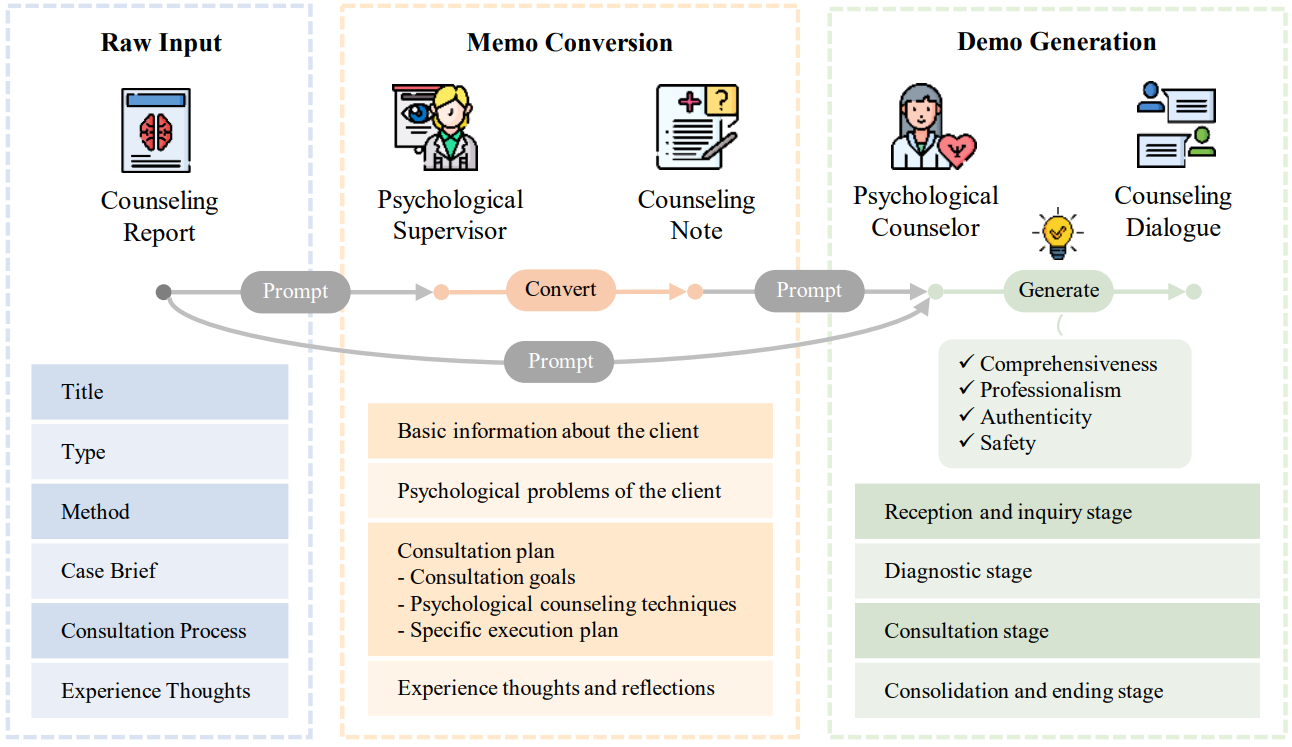 Raw Input
Counseling
Report
Prompt
Title
Type
Method
Case Brief
Consultation Process
Experience Thoughts
Memo Conversion
Psychological
Supervisor
?
Counseling
Note
Convert
Prompt
Prompt
Basic information about the client
Psychological problems of the client
Consultation plan
- Consultation goals
- Psychological counseling techniques
- Specific execution plan
Experience thoughts and reflections
Demo Generation
Psychological
Counselor
Counseling
Dialogue
Generate
✓ Comprehensiveness
✓ Professionalism
✓ Authenticity
✓ Safety
Reception and inquiry stage
Diagnostic stage
Consultation stage
Consolidation and ending stage